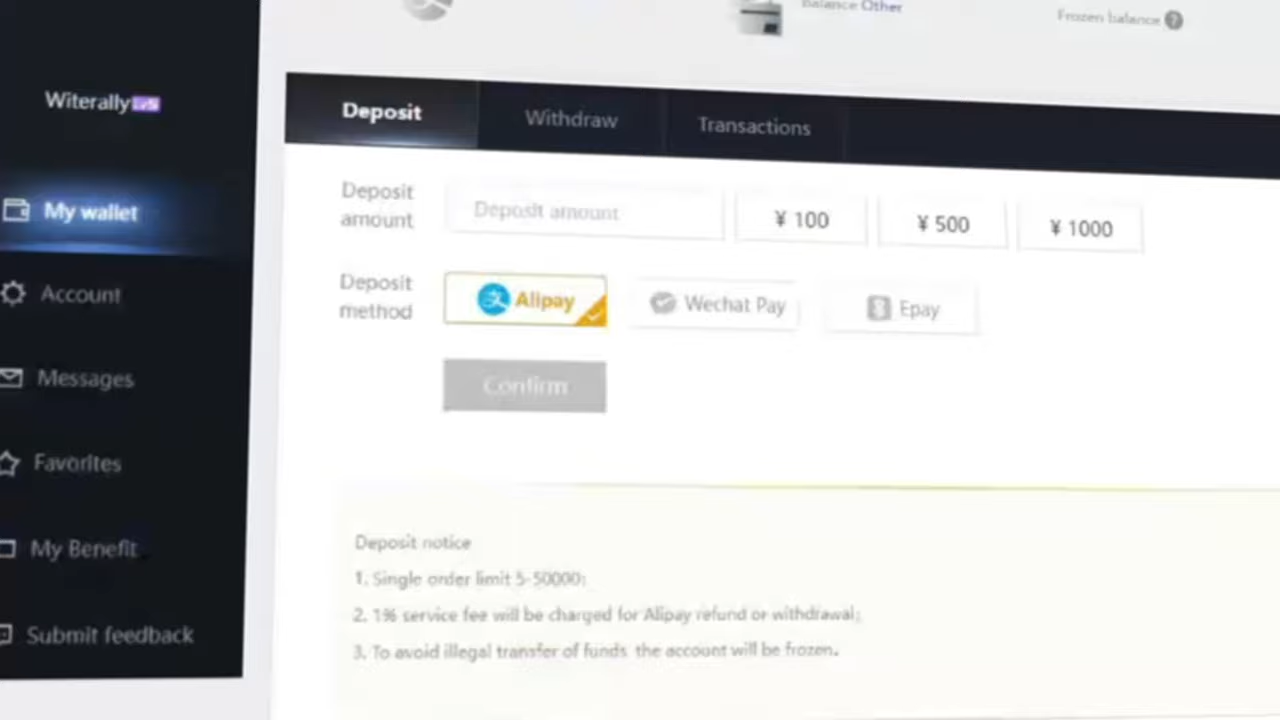 Balance Other
Frozen balance ?
Witerally
Deposit
Withdraw
Transactions
My wallet
Deposit amount
Deposit amount
¥ 100
¥ 500
¥ 1000
Deposit method
Alipay
Wechat Pay
Epay
Account
Confirm
Messages
Favorites
My Benefit
Submit feedback
Deposit notice
1. Single order limit 5-50000;
2. 1% service fee will be charged for Alipay refund or withdrawal;
3. To avoid illegal transfer of funds the account will be frozen.